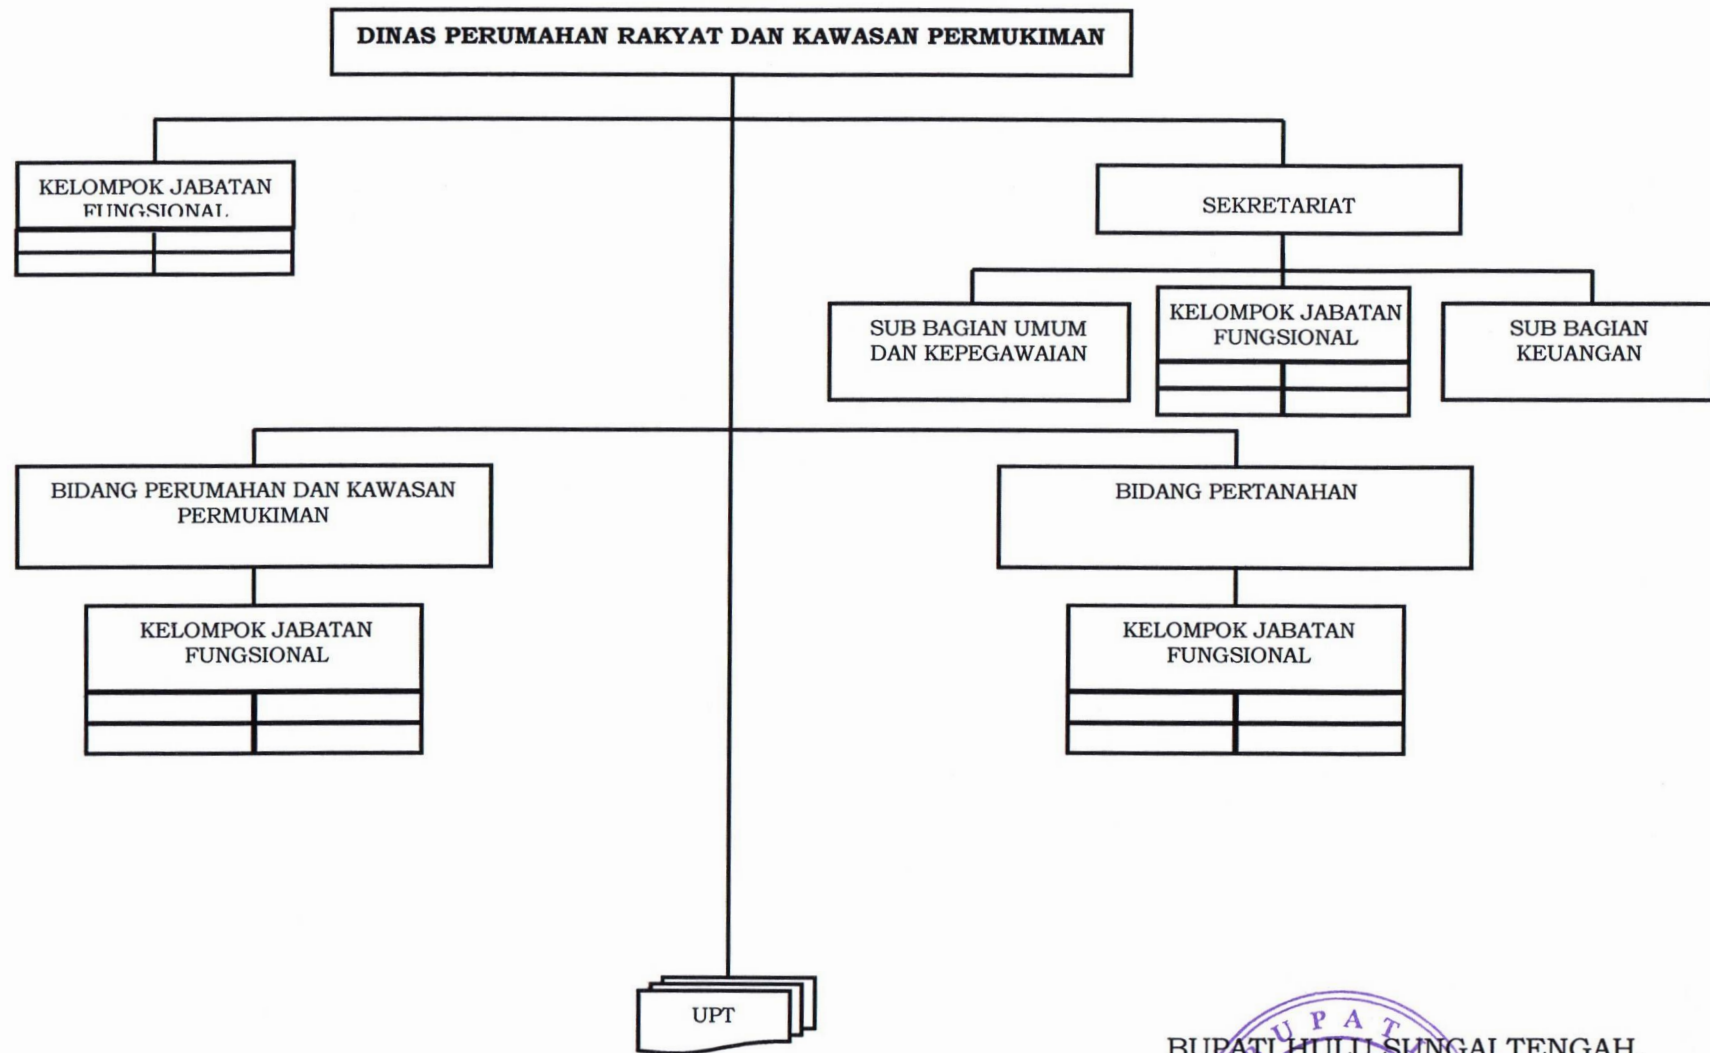 DINAS PERUMAHAN RAKYAT DAN KAWASAN PERMUKIMAN
KELOMPOK JABATAN
FUNGSIONAL
SEKRETARIAT
SUB BAGIAN UMUM
DAN KEPEGAWAIAN
KELOMPOK JABATAN
FUNGSIONAL
SUB BAGIAN
KEUANGAN
BIDANG PERUMAHAN DAN KAWASAN
PERMUKIMAN
BIDANG PERTANAHAN
KELOMPOK JABATAN
FUNGSIONAL
KELOMPOK JABATAN
FUNGSIONAL
UPT
UPAT
BUPATI HULU SUNGAI TENGAH